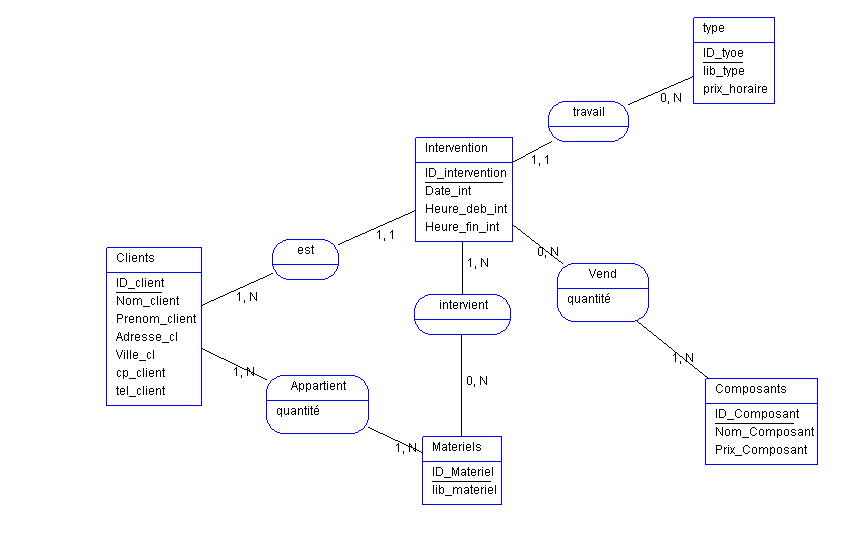 type
ID_tyoe
lib_type
prix_horaire
0, N
travail
1, 1
Intervention
ID_intervention
Date_int
Heure_deb_int
Heure_fin_int
1, 1
est
1, N
Clients
ID_client
Nom_client
Prenom_client
Adresse_cl
Ville_cl
cp_client
tel_client
1, N
intervient
0, N
0, N
Vend
quantité
1, N
1, N
Appartient
quantité
1, N
Materiels
ID_Materiel
lib_materiel
Composants
ID_Composant
Nom_Composant
Prix_Composant